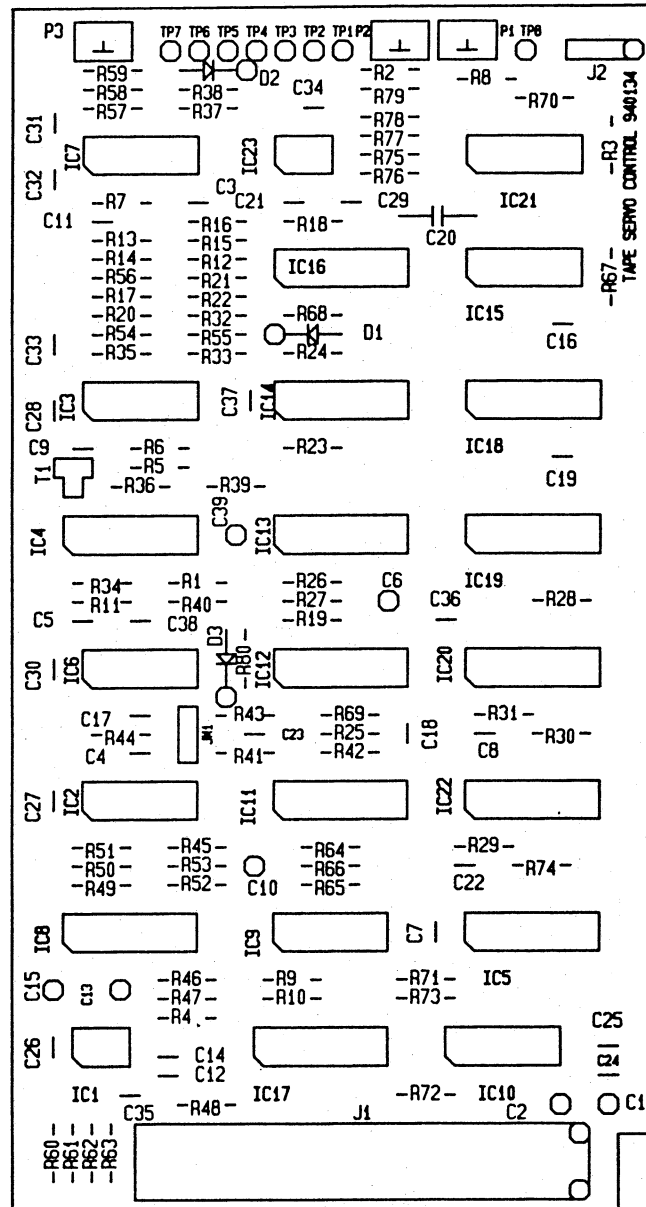 P3 TP7 TP6 TP5 TP4 TP3 TP2 TP1 P2 P1 TP8
R59 D2 R2 R8 J2
R58 R38 C34 R79 R70
R57 R37
C31 R78
R77
IC7 IC23 R75 R3
C32 R76
TAPE SERVO CONTROL 940134
R7 C3 C21 C29 IC21
C11 R16 R18 C20
R13 R15
R14 R12 IC16
R56 R21 R67
R17 R22
R20 R32 R68 IC15
C33 R54 R55 D1 C16
R35 R33 R24
C28 IC3 C37 IC14
C9 R6 R23 IC18
T1 R5 C19
R36 R39
C39
IC4 IC13
R34 R1 R26 C6 IC19
R11 R40 R27 C36 R28
C5 C38 R19
D3
C30 IC6 R80 IC12 IC20
C17 R43 R69 R31
R44 JM1 C23 R25 C18 C8 R30
C4 R41 R42
C27 IC2 IC11 IC22
R51 R45 R64 R29
R50 R53 R66 R74
R49 R52 C10 R65 C22
IC8 IC9 C7
R46 R9 R71 IC5
C15 C13 R47 R10 R73
R4
C26 C14 C25
C12 C24
IC1 C35 R48 IC17 R72 IC10
J1 C2 C1
R60 R61 R62 R63